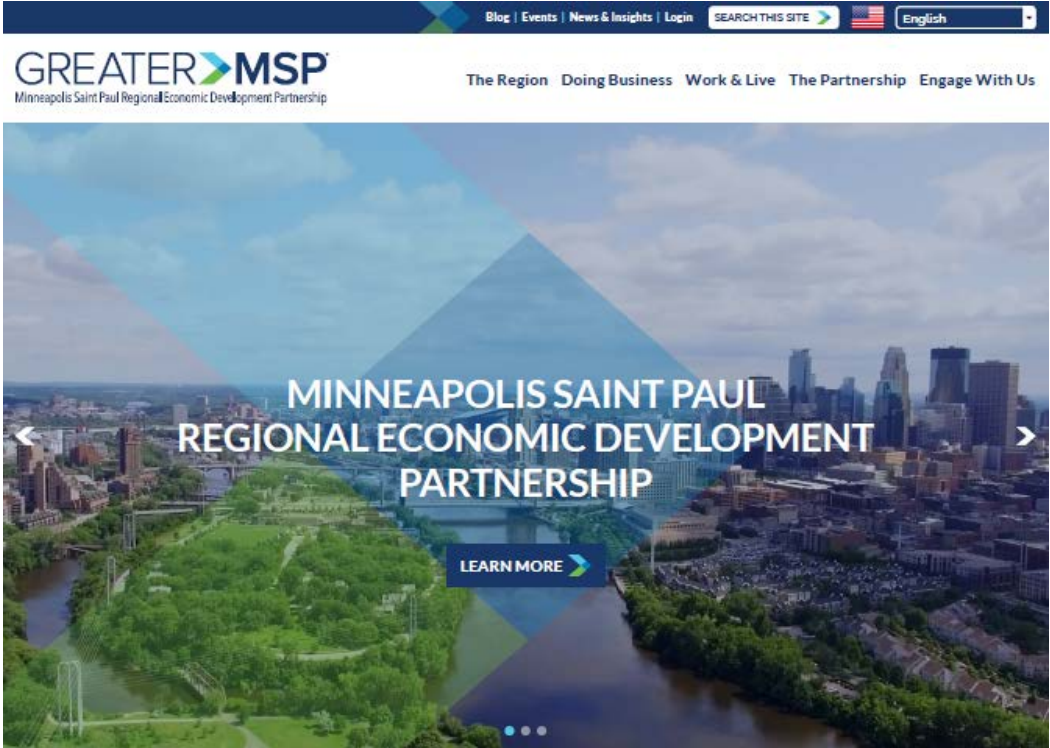 Blog | Events | News & Insights | Login SEARCH THIS SITE English
GREATER MSP
Minneapolis Saint Paul Regional Economic Development Partnership
The Region Doing Business Work & Live The Partnership Engage With Us
MINNEAPOLIS SAINT PAUL
REGIONAL ECONOMIC DEVELOPMENT
PARTNERSHIP
LEARN MORE